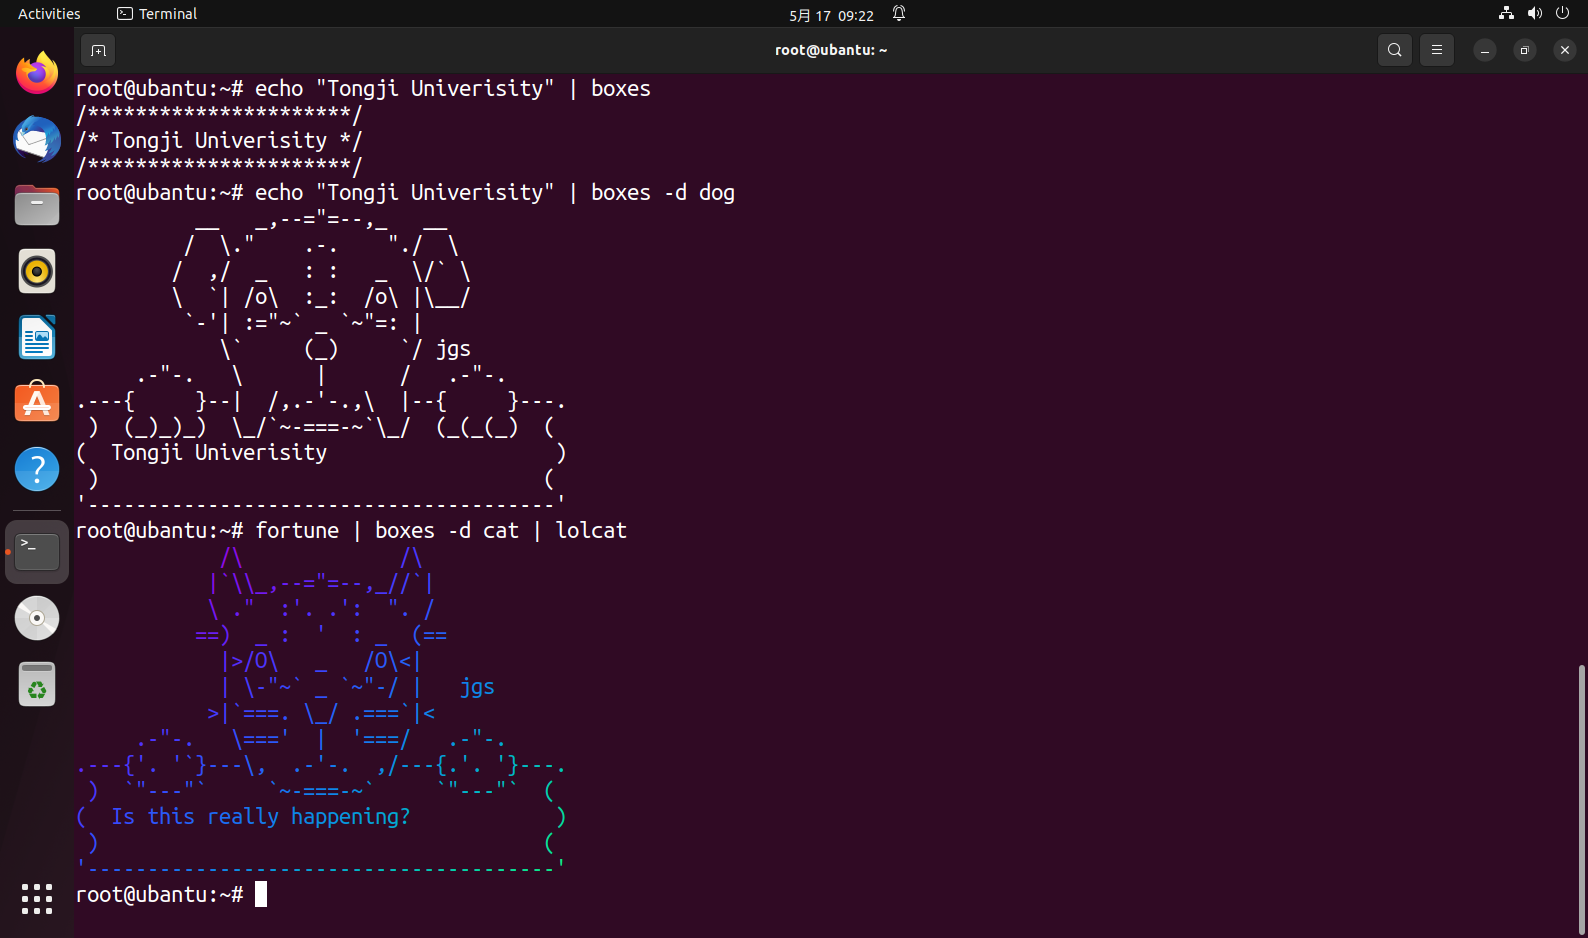 Activities
Terminal
5月 17 09:22
root@ubantu: ~
root@ubantu:~# echo "Tongji Univerisity" | boxes
/**********************/
/* Tongji Univerisity */
/**********************/
root@ubantu:~# echo "Tongji Univerisity" | boxes -d dog
          __   _,--="=--,_   __
         /  \."    .-.    "./  \
        /  ,/  _   : :   _  \/` \
        \  `| /o\  :_:  /o\ |\__/
         `-'| :="~` _ `~"=: |
            \`     (_)     `/ jgs
     .-"-.   \      |      /   .-"-.
.---{     }--|  /,.-'-.,\  |--{     }---.
 )  (_)_)_)  \_/`~-===-~`\_/  (_(_(_)  (
(  Tongji Univerisity                   )
 )                                     (
'---------------------------------------'
root@ubantu:~# fortune | boxes -d cat | lolcat
            /\             /\
           |`\\_,--="=--,_//`|
           \ ."  :'. .':  ". /
          ==)  _ :  '  : _  (==
            |>/O\   _   /O\<|
            | \-"~` _ `~"-/ |   jgs
           >|`===. \_/ .===`|<
     .-"-.   \==='  |  '===/   .-"-.
.---{'. '`}---\,  .-'-.  ,/---{.'. '}---.
 )  `"---"`     `~-===-~`     `"---"`  (
(  Is this really happening?            )
 )                                     (
'---------------------------------------'
root@ubantu:~#